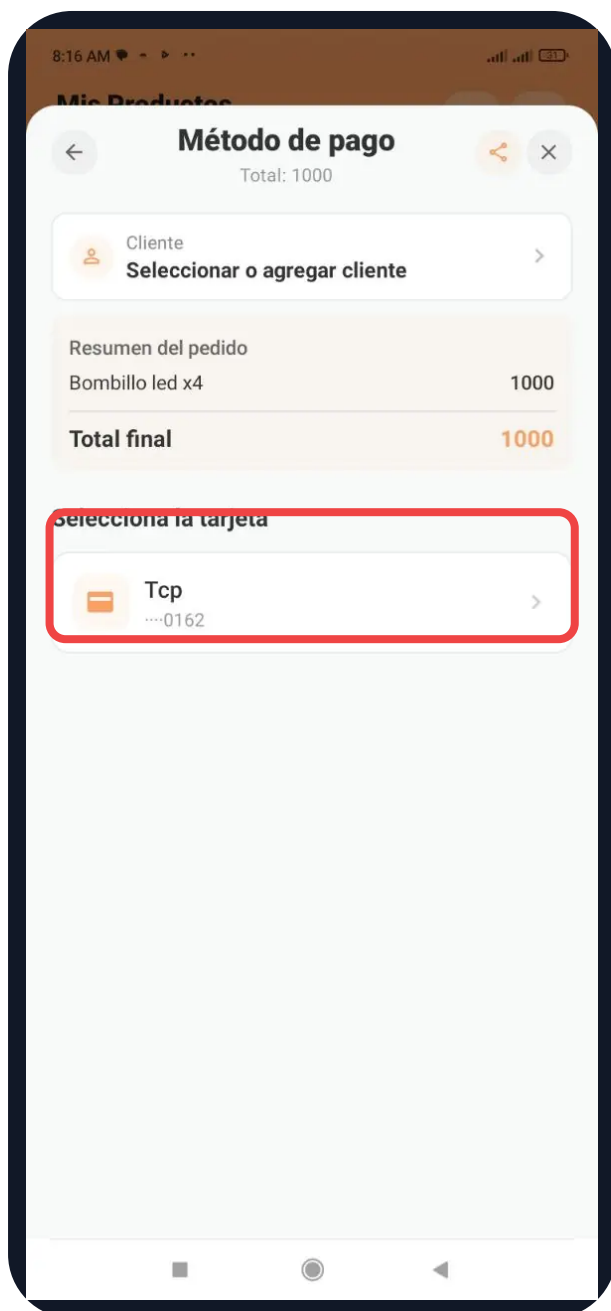 8:16 AM
31
Mis Productos
Método de pago
Total: 1000
Cliente
Seleccionar o agregar cliente
Resumen del pedido
Bombillo led x4 1000
Total final 1000
Selecciona la tarjeta
Tcp
····0162